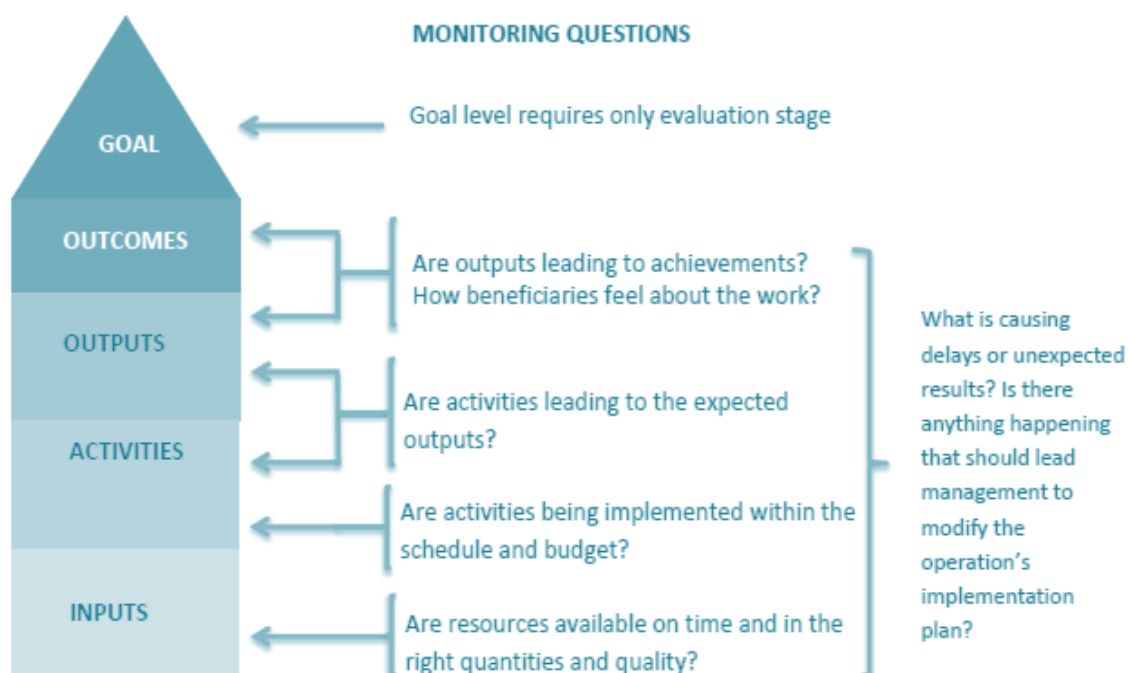 MONITORING QUESTIONS
GOAL
Goal level requires only evaluation stage
OUTCOMES
Are outputs leading to achievements?
How beneficiaries feel about the work?
OUTPUTS
Are activities leading to the expected
outputs?
ACTIVITIES
Are activities being implemented within the
schedule and budget?
INPUTS
Are resources available on time and in the
right quantities and quality?
What is causing
delays or unexpected
results? Is there
anything happening
that should lead
management to
modify the
operation's
implementation
plan?